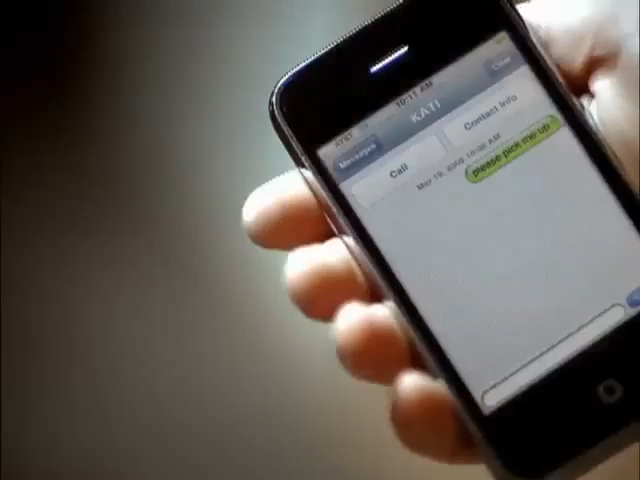 AT&T
10:11 AM
Messages
KATI
Clear
Call
Contact Info
please pick me up